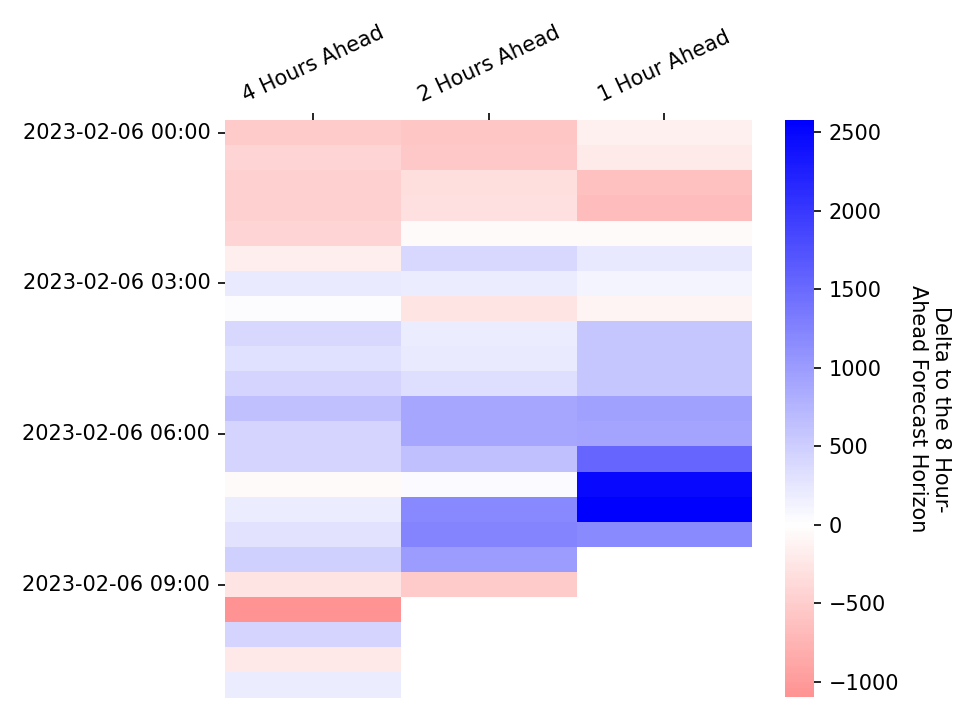 4 Hours Ahead
2 Hours Ahead
1 Hour Ahead
2023-02-06 00:00
2023-02-06 03:00
2023-02-06 06:00
2023-02-06 09:00
2500
2000
1500
1000
500
0
−500
−1000
Delta to the 8 Hour-
Ahead Forecast Horizon